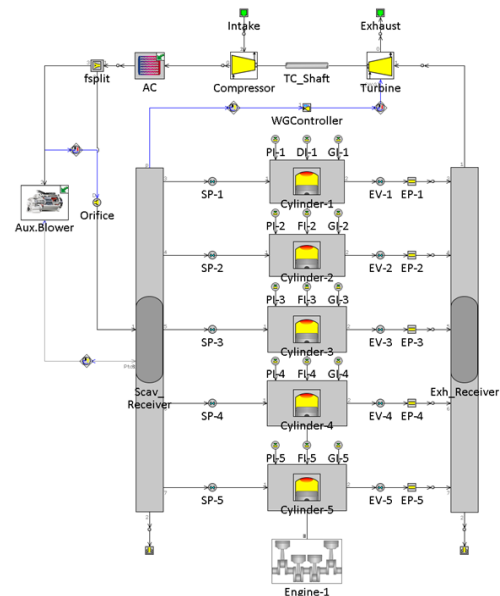 Intake
Exhaust
fsplit
AC
Compressor
TC_Shaft
Turbine
WGController
PI-1 DI-1 GI-1
Aux.Blower
Orifice
SP-1
Cylinder-1
EV-1
EP-1
PI-2 FI-2 GI-2
SP-2
Cylinder-2
EV-2
EP-2
PI-3 FI-3 GI-3
SP-3
Cylinder-3
EV-3
EP-3
PI-4 FI-4 GI-4
Scav_
Receiver
Exh_Receiver
SP-4
Cylinder-4
EV-4
EP-4
PI-5 FI-5 GI-5
SP-5
Cylinder-5
EV-5
EP-5
Engine-1